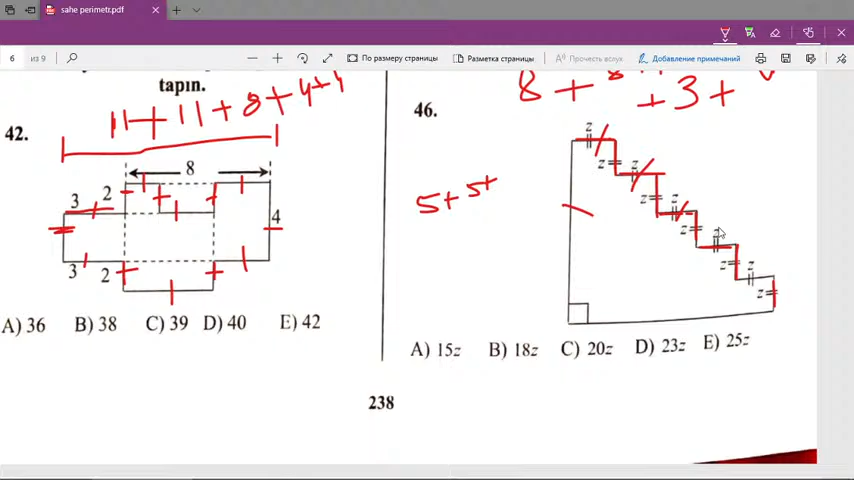 sahe perimetr.pdf
6 из 9
По размеру страницы
Разметка страницы
Прочесть вслух
Добавление примечаний
tapın.
11 + 11 + 8 + 4 + 4
42.
8
3 2
4
3 2
A) 36 B) 38 C) 39 D) 40 E) 42
8 +
+ 3 +
46.
5 + 5 +
z
z z
z z
z z
z z
z
A) 15z B) 18z C) 20z D) 23z E) 25z
238